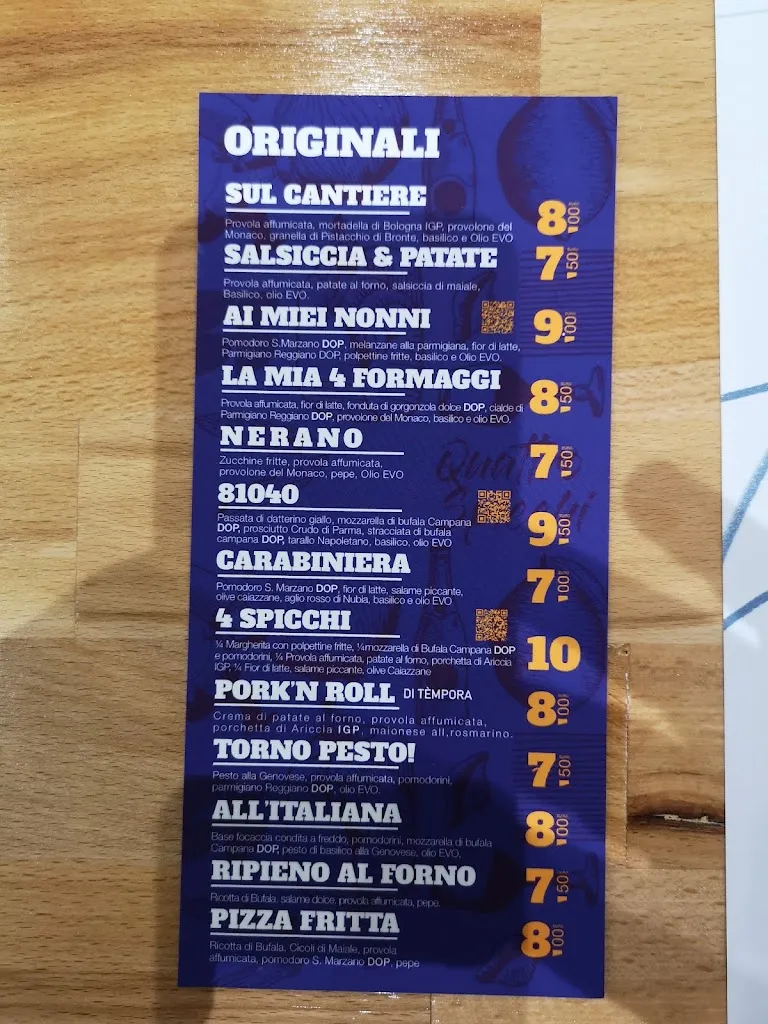 ORIGINALI
SUL CANTIERE
Provola affumicata, mortadella di Bologna IGP, provolone del
Monaco, granella di Pistacchio di Bronte, basilico e Olio EVO
8,00
SALSICCIA & PATATE
Provola affumicata, patate al forno, salsiccia di maiale,
Basilico, olio EVO.
7,50
AI MIEI NONNI
Pomodoro S.Marzano DOP, melanzane alla parmigiana, fior di latte,
Parmigiano Reggiano DOP, polpettine fritte, basilico e Olio EVO.
9,00
LA MIA 4 FORMAGGI
Provola affumicata, fior di latte, fonduta di gorgonzola dolce DOP, cialde di
Parmigiano Reggiano DOP, provolone del Monaco, basilico e olio EVO.
8,50
NERANO
Zucchine fritte, provola affumicata,
provolone del Monaco, pepe, Olio EVO
7,50
81040
Passata di datterino giallo, mozzarella di bufala Campana
DOP, prosciutto Crudo di Parma, stracciata di bufala
campana DOP, tarallo Napoletano, basilico, olio EVO
9,50
CARABINIERA
Pomodoro S. Marzano DOP, fior di latte, salame piccante,
olive caiazzane, aglio rosso di Nubia, basilico e olio EVO
7,00
4 SPICCHI
¼ Margherita con polpettine fritte, ¼mozzarella di Bufala Campana DOP
e pomodorini, ¼ Provola affumicata, patate al forno, porchetta di Ariccia
IGP, ¼ Fior di latte, salame piccante, olive Caiazzane
10
PORK'N ROLL DI TÈMPORA
Crema di patate al forno, provola affumicata,
porchetta di Ariccia IGP, maionese all,rosmarino.
8,00
TORNO PESTO!
Pesto alla Genovese, provola affumicata, pomodorini,
parmigiano Reggiano DOP, olio EVO.
7,50
ALL'ITALIANA
Base focaccia condita a freddo, pomodorini, mozzarella di bufala
Campana DOP, pesto di basilico alla Genovese, olio EVO.
8,00
RIPIENO AL FORNO
Ricotta di Bufala, salame dolce, provola affumicata, pepe.
7,50
PIZZA FRITTA
Ricotta di Bufala, Cicoli di Maiale, provola
affumicata, pomodoro S. Marzano DOP, pepe
8,00